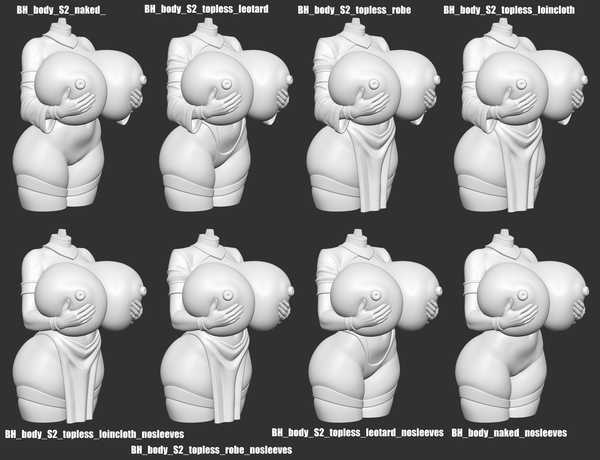 BH_body_S2_naked_
BH_body_S2_topless_leotard
BH_body_S2_topless_robe
BH_body_S2_topless_loincloth
BH_body_S2_topless_loincloth_nosleeves
BH_body_S2_topless_robe_nosleeves
BH_body_S2_topless_leotard_nosleeves
BH_body_naked_nosleeves